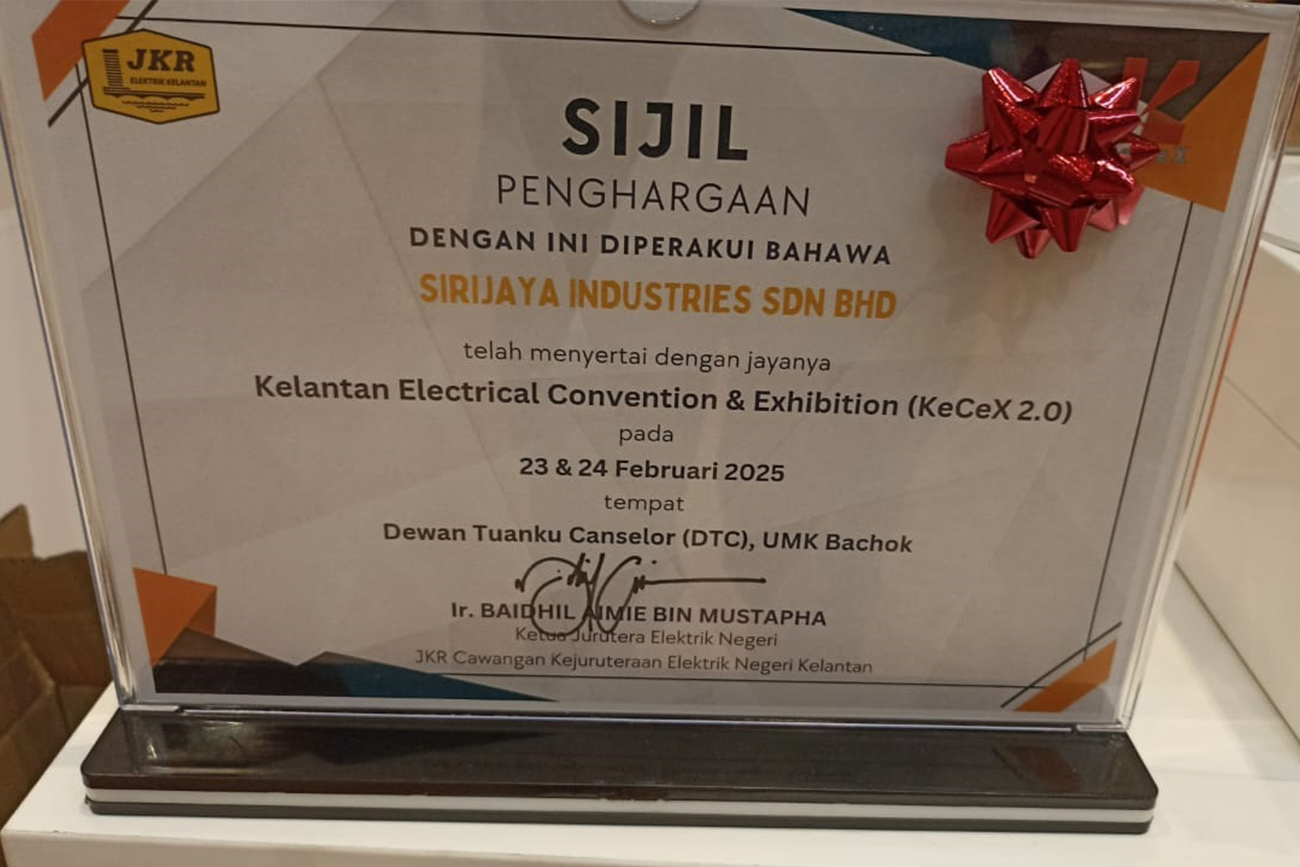 JKR
ELEKTRIK KELANTAN
SIJIL
PENGHARGAAN
DENGAN INI DIPERAKUI BAHAWA
SIRIJAYA INDUSTRIES SDN BHD
telah menyertai dengan jayanya
Kelantan Electrical Convention & Exhibition (KeCeX 2.0)
pada
23 & 24 Februari 2025
tempat
Dewan Tuanku Canselor (DTC), UMK Bachok
Ir. BAIDHIL AIMIE BIN MUSTAPHA
Ketua Jurutera Elektrik Negeri
JKR Cawangan Kejuruteraan Elektrik Negeri Kelantan